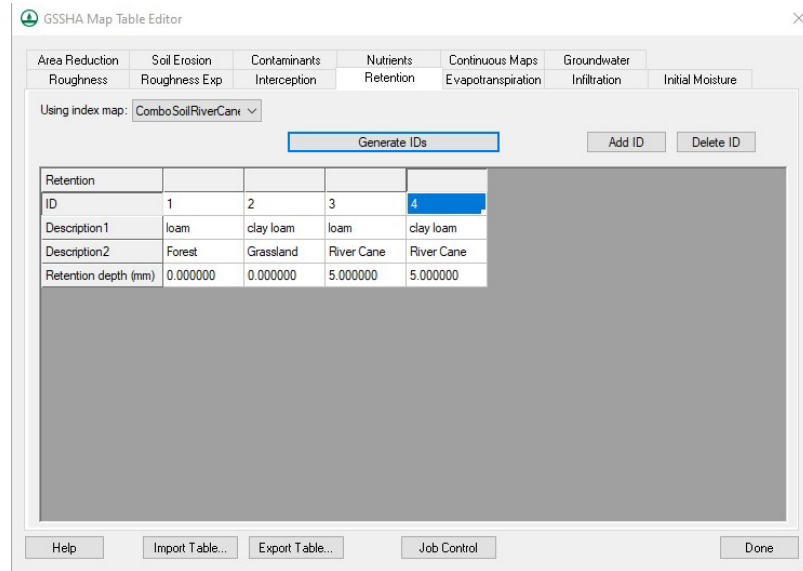 GSSHA Map Table Editor
Area Reduction Soil Erosion Contaminants Nutrients Continuous Maps Groundwater
Roughness Roughness Exp Interception Retention Evapotranspiration Infiltration Initial Moisture
Using index map: ComboSoilRiverCane
Generate IDs Add ID Delete ID
Retention
ID 1 2 3 4
Description1 loam clay loam loam clay loam
Description2 Forest Grassland River Cane River Cane
Retention depth (mm) 0.000000 0.000000 5.000000 5.000000
Help Import Table... Export Table... Job Control Done